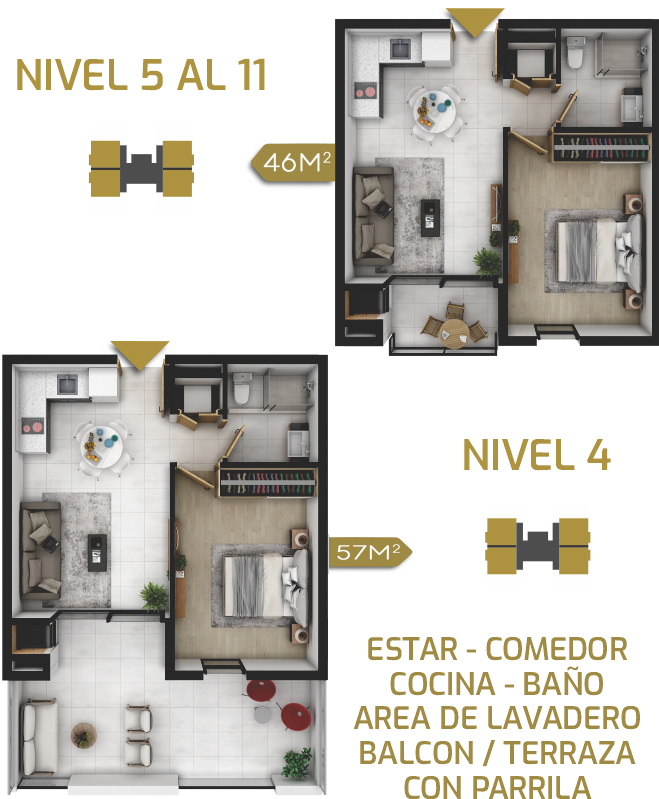 NIVEL 5 AL 11
46M²
NIVEL 4
57M²
ESTAR - COMEDOR
COCINA - BAÑO
AREA DE LAVADERO
BALCON / TERRAZA
CON PARRILA